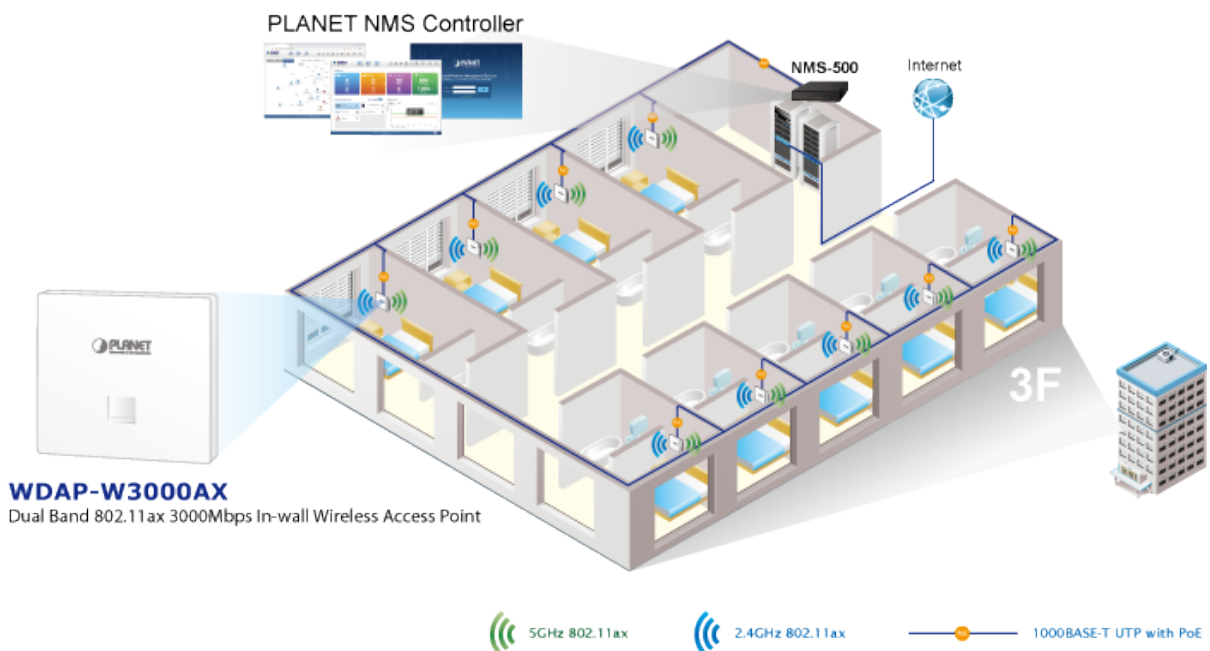 PLANET NMS Controller
PLANET
NMS-500
Internet
PLANET
3F
WDAP-W3000AX
Dual Band 802.11ax 3000Mbps In-wall Wireless Access Point
5GHz 802.11ax
2.4GHz 802.11ax
1000BASE-T UTP with PoE